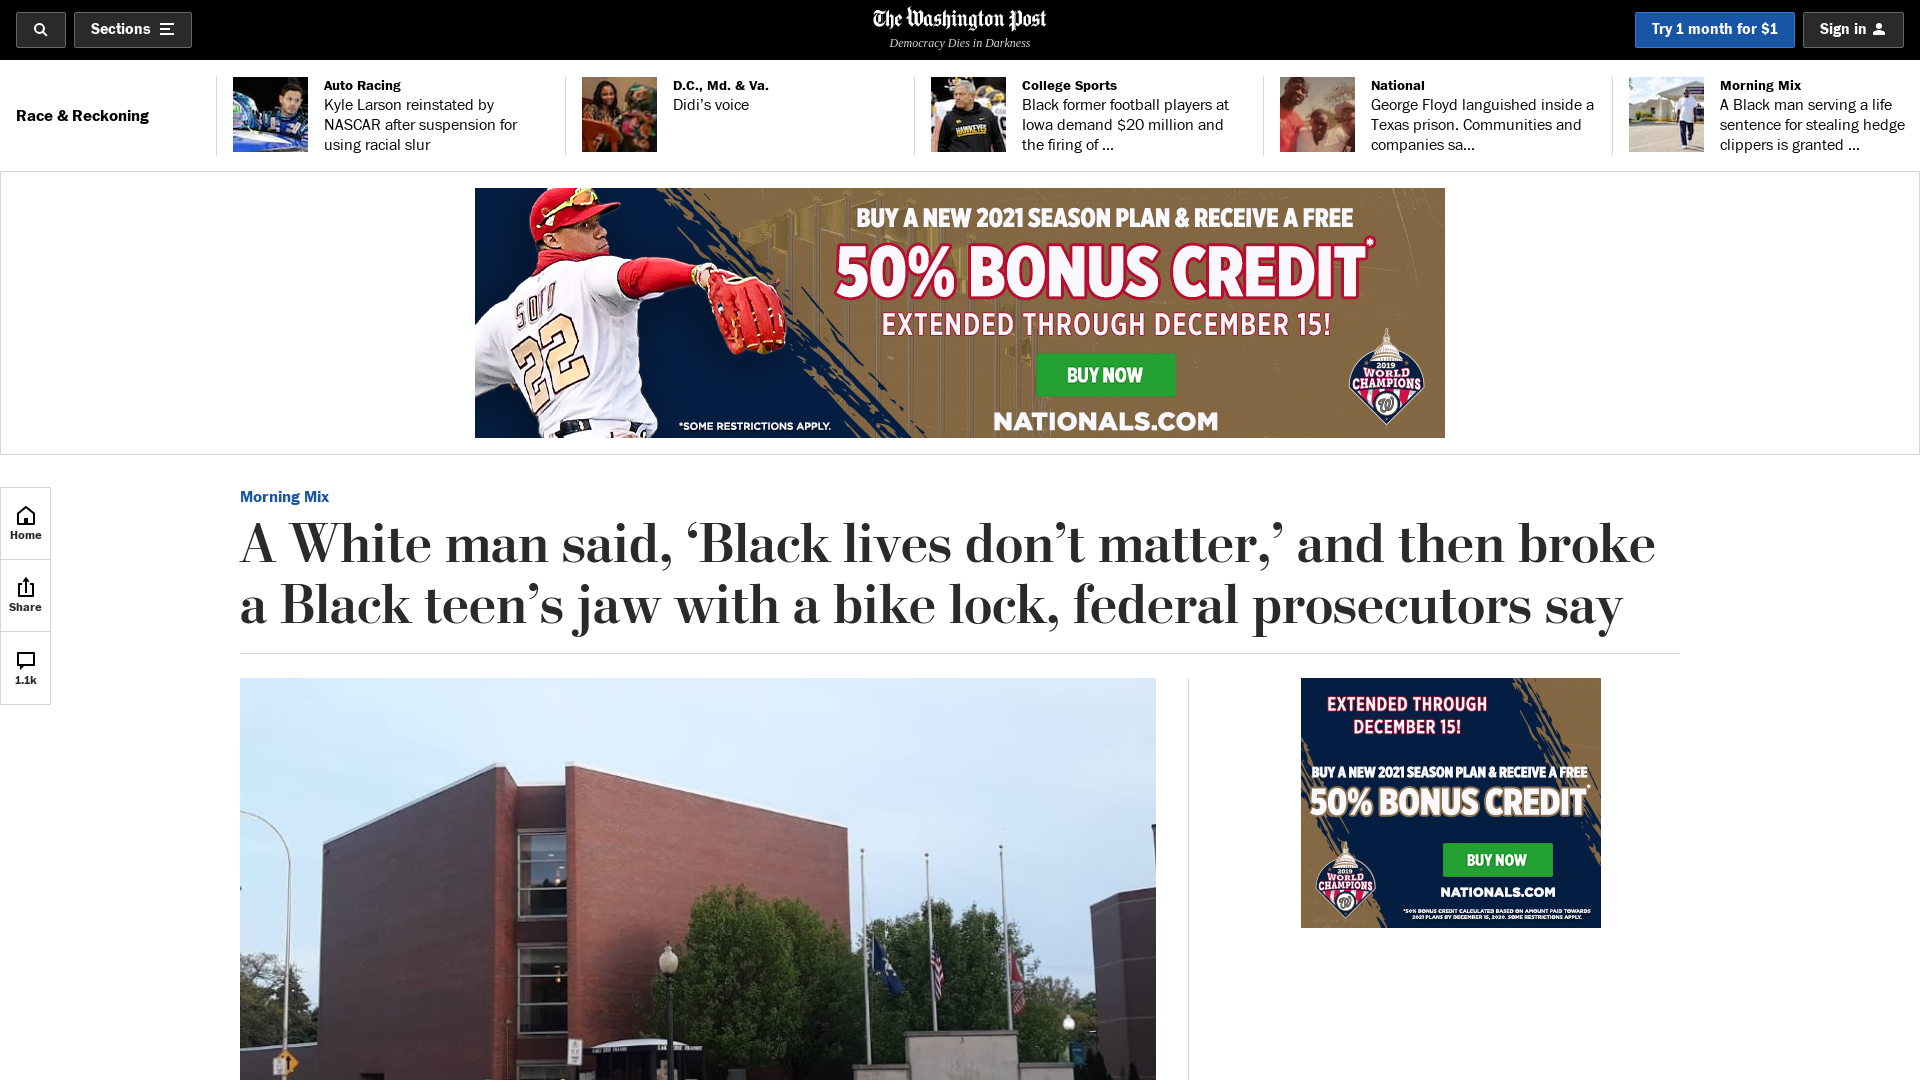 Sections
The Washington Post
Democracy Dies in Darkness
Try 1 month for $1
Sign in
Race & Reckoning
Auto Racing
Kyle Larson reinstated by
NASCAR after suspension for
using racial slur
D.C., Md. & Va.
Didi’s voice
College Sports
Black former football players at
Iowa demand $20 million and
the firing of ...
HAWKEYES
National
George Floyd languished inside a
Texas prison. Communities and
companies sa...
Morning Mix
A Black man serving a life
sentence for stealing hedge
clippers is granted ...
BUY A NEW 2021 SEASON PLAN & RECEIVE A FREE
50% BONUS CREDIT*
EXTENDED THROUGH DECEMBER 15!
BUY NOW
NATIONALS.COM
*SOME RESTRICTIONS APPLY.
SOTO
22
2019
WORLD
CHAMPIONS
W
Home
Share
1.1k
Morning Mix
A White man said, ‘Black lives don’t matter,’ and then broke
a Black teen’s jaw with a bike lock, federal prosecutors say
EXTENDED THROUGH
DECEMBER 15!
BUY A NEW 2021 SEASON PLAN & RECEIVE A FREE
50% BONUS CREDIT*
BUY NOW
NATIONALS.COM
2019
WORLD
CHAMPIONS
W
*50% BONUS CREDIT CALCULATED BASED ON AMOUNT PAID TOWARDS
2021 PLANS BY DECEMBER 15, 2020. SOME RESTRICTIONS APPLY.
LAKE ERIE TRANSIT